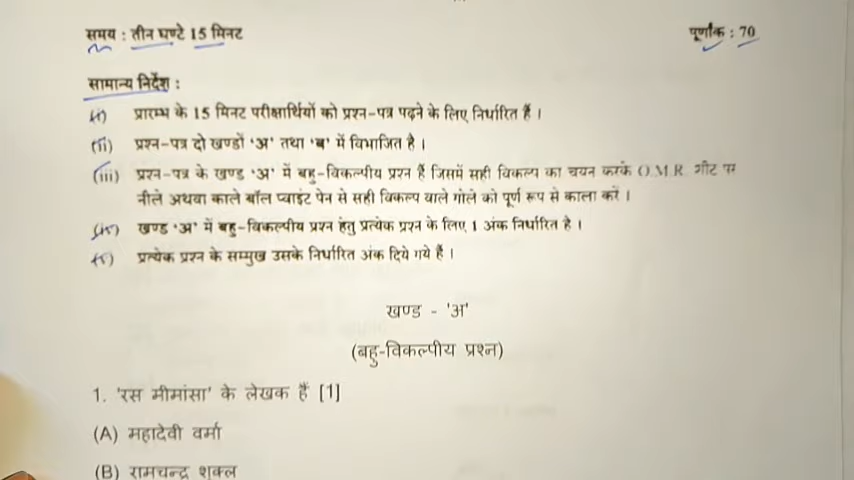 समय : तीन घण्टे 15 मिनट पूर्णांक : 70
सामान्य निर्देश :
(i) प्रारम्भ के 15 मिनट परीक्षार्थियों को प्रश्न-पत्र पढ़ने के लिए निर्धारित हैं ।
(ii) प्रश्न-पत्र दो खण्डों 'अ' तथा 'ब' में विभाजित है ।
(iii) प्रश्न-पत्र के खण्ड 'अ' में बहु-विकल्पीय प्रश्न हैं जिसमें सही विकल्प का चयन करके O.M.R. शीट पर
नीले अथवा काले बॉल प्वाइंट पेन से सही विकल्प वाले गोले को पूर्ण रूप से काला करें ।
(iv) खण्ड 'अ' में बहु-विकल्पीय प्रश्न हेतु प्रत्येक प्रश्न के लिए 1 अंक निर्धारित है ।
(v) प्रत्येक प्रश्न के सम्मुख उसके निर्धारित अंक दिये गये हैं ।
खण्ड - 'अ'
(बहु-विकल्पीय प्रश्न)
1. 'रस मीमांसा' के लेखक हैं [1]
(A) महादेवी वर्मा
(B) रामचन्द्र शुक्ल